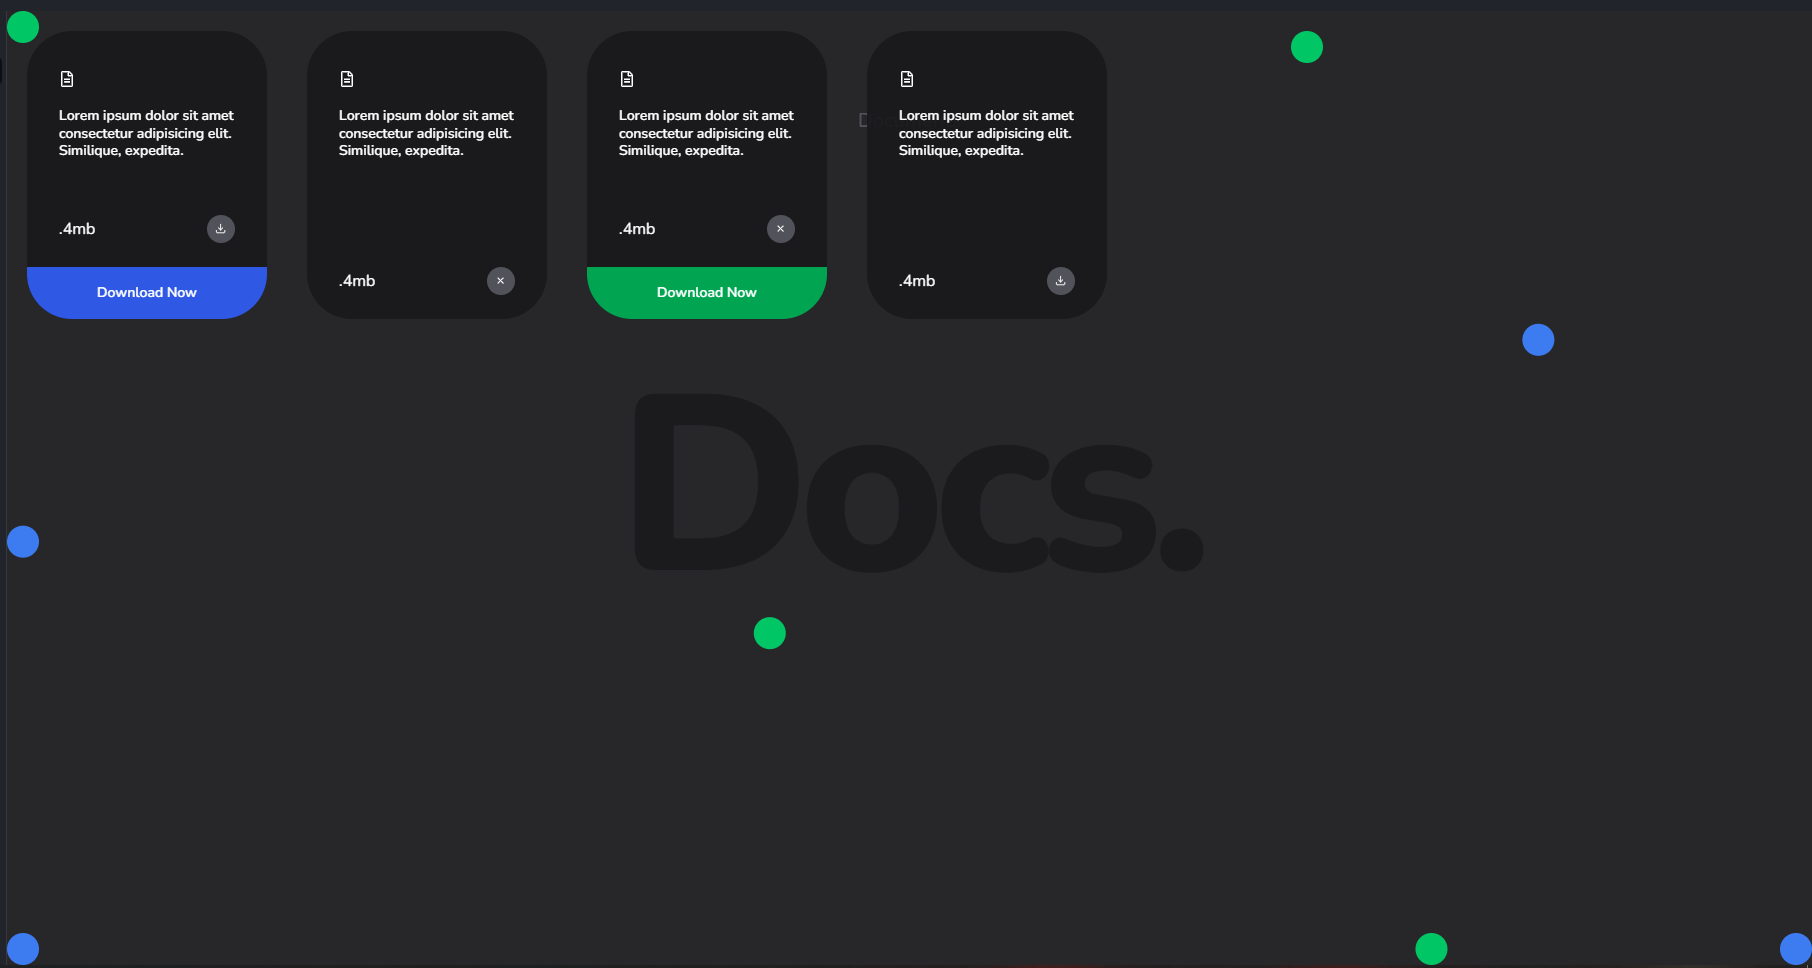 Lorem ipsum dolor sit amet
consectetur adipisicing elit.
Similique, expedita.
.4mb
Download Now
Lorem ipsum dolor sit amet
consectetur adipisicing elit.
Similique, expedita.
.4mb
Lorem ipsum dolor sit amet
consectetur adipisicing elit.
Similique, expedita.
.4mb
Download Now
Lorem ipsum dolor sit amet
consectetur adipisicing elit.
Similique, expedita.
.4mb
Docs.